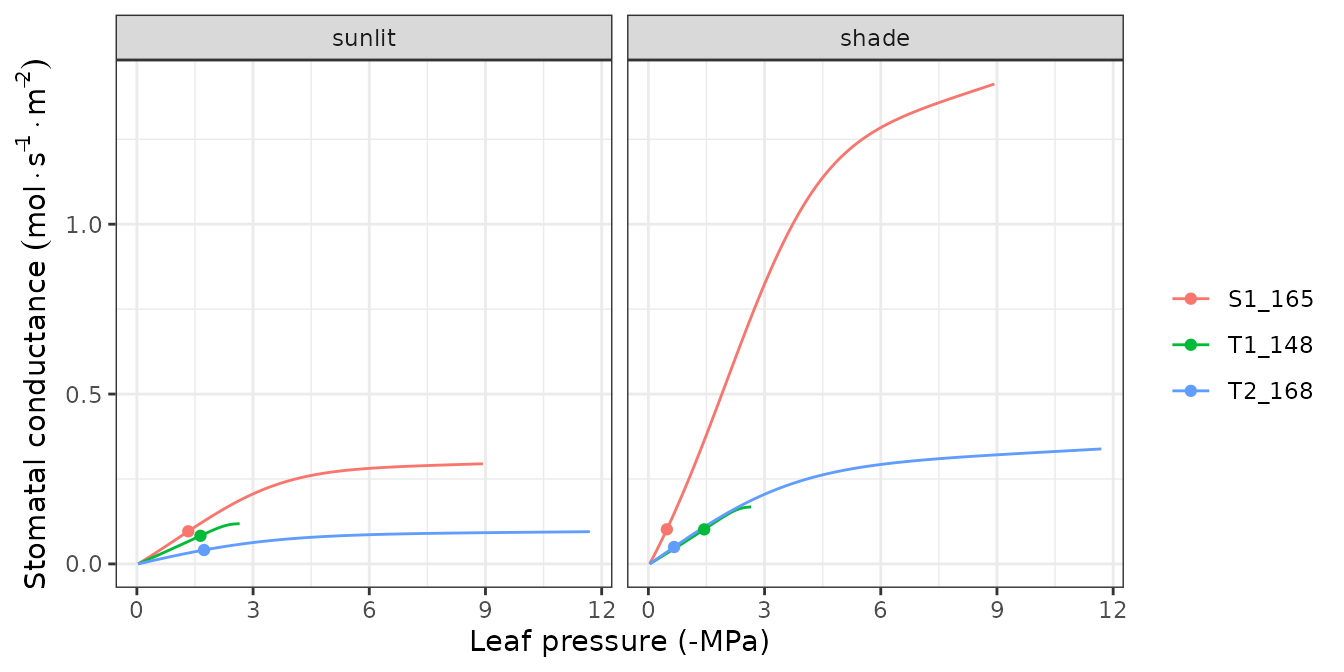 sunlit
shade
Stomatal conductance (mol·s⁻¹·m⁻²)
1.0
0.5
0.0
0 3 6 9 12
0 3 6 9 12
Leaf pressure (-MPa)
S1_165
T1_148
T2_168